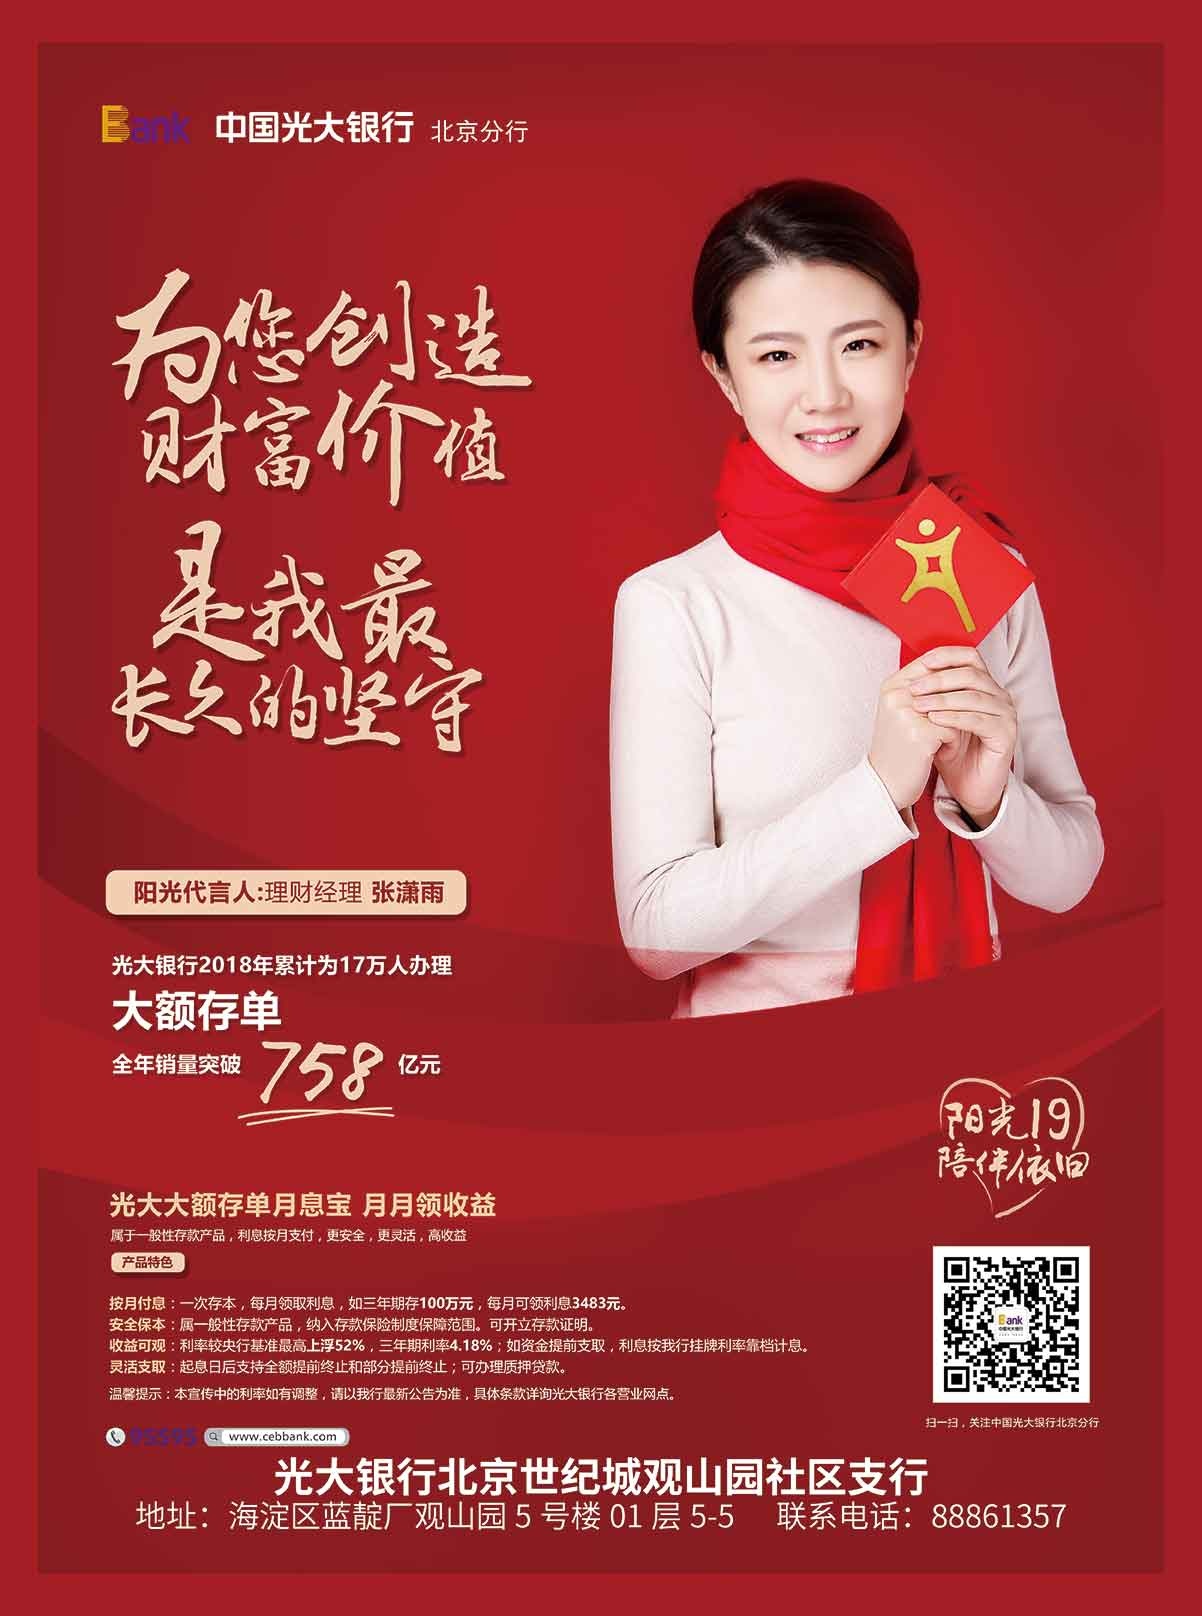 Bank 中国光大银行 北京分行
为您创造
财富价值
是我最
长久的坚守
阳光代言人:理财经理 张潇雨
光大银行2018年累计为17万人办理
大额存单
全年销量突破 758 亿元
阳光19
陪伴依旧
光大大额存单月息宝 月月领收益
属于一般性存款产品，利息按月支付，更安全，更灵活，高收益
产品特色
按月付息：一次存本，每月领取利息，如三年期存100万元，每月可领利息3483元。
安全保本：属一般性存款产品，纳入存款保险制度保障范围。可开立存款证明。
收益可观：利率较央行基准最高上浮52%，三年期利率4.18%；如资金提前支取，利息按我行挂牌利率靠档计息。
灵活支取：起息日后支持全额提前终止和部分提前终止；可办理质押贷款。
温馨提示：本宣传中的利率如有调整，请以我行最新公告为准，具体条款详询光大银行各营业网点。
Bank
中国光大银行
扫一扫，关注中国光大银行北京分行
95595 www.cebbank.com
光大银行北京世纪城观山园社区支行
地址：海淀区蓝靛厂观山园 5 号楼 01 层 5-5 联系电话：88861357